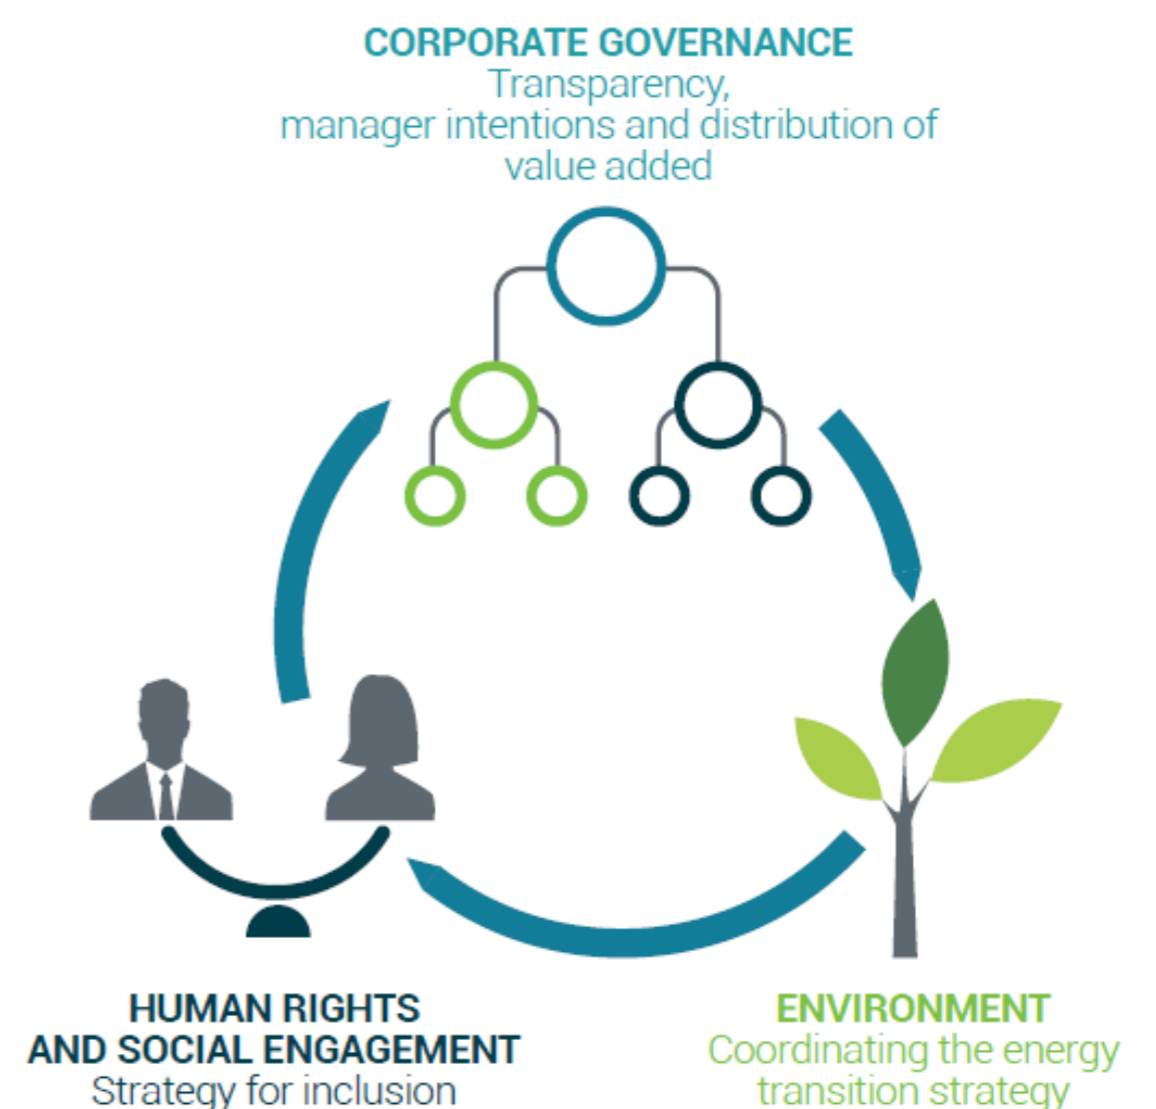 CORPORATE GOVERNANCE
Transparency,
manager intentions and distribution of
value added
HUMAN RIGHTS
AND SOCIAL ENGAGEMENT
Strategy for inclusion
ENVIRONMENT
Coordinating the energy
transition strategy